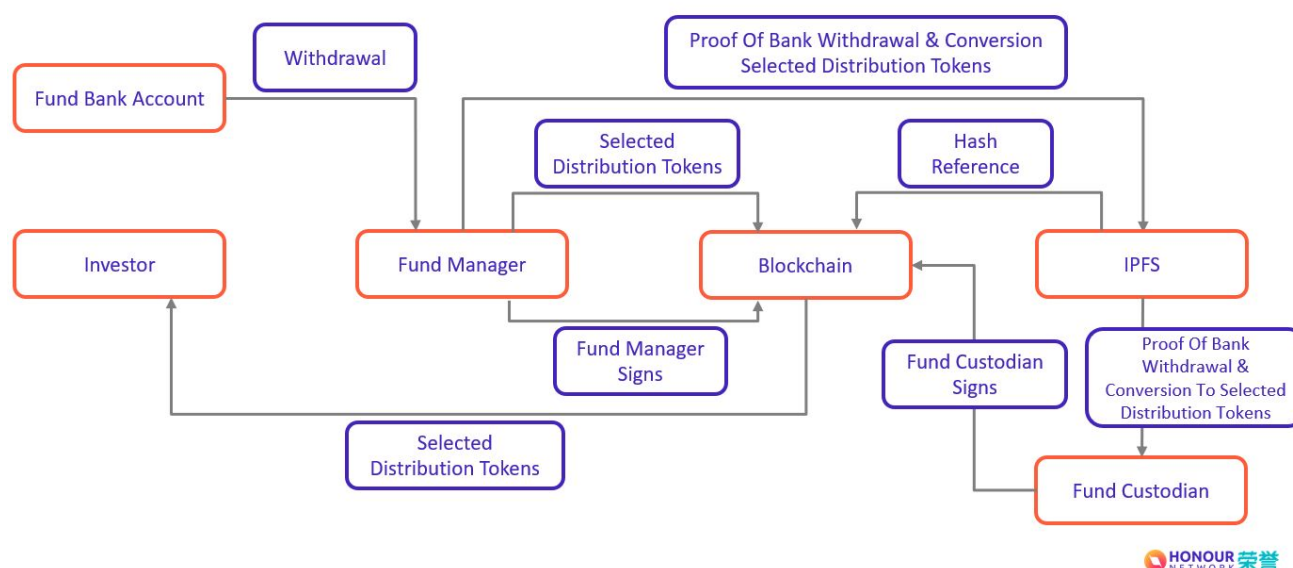 Proof Of Bank Withdrawal & Conversion
Selected Distribution Tokens
Withdrawal
Fund Bank Account
Selected
Distribution Tokens
Hash
Reference
Investor
Fund Manager
Blockchain
IPFS
Fund Manager
Signs
Fund Custodian
Signs
Proof Of Bank
Withdrawal &
Conversion To Selected
Distribution Tokens
Selected
Distribution Tokens
Fund Custodian
HONOUR 荣誉
NETWORK